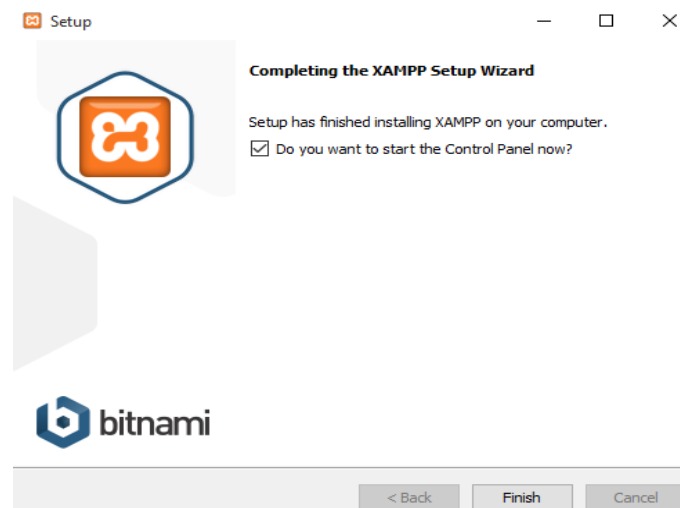 Setup
Completing the XAMPP Setup Wizard
Setup has finished installing XAMPP on your computer.
Do you want to start the Control Panel now?
bitnami
< Back
Finish
Cancel